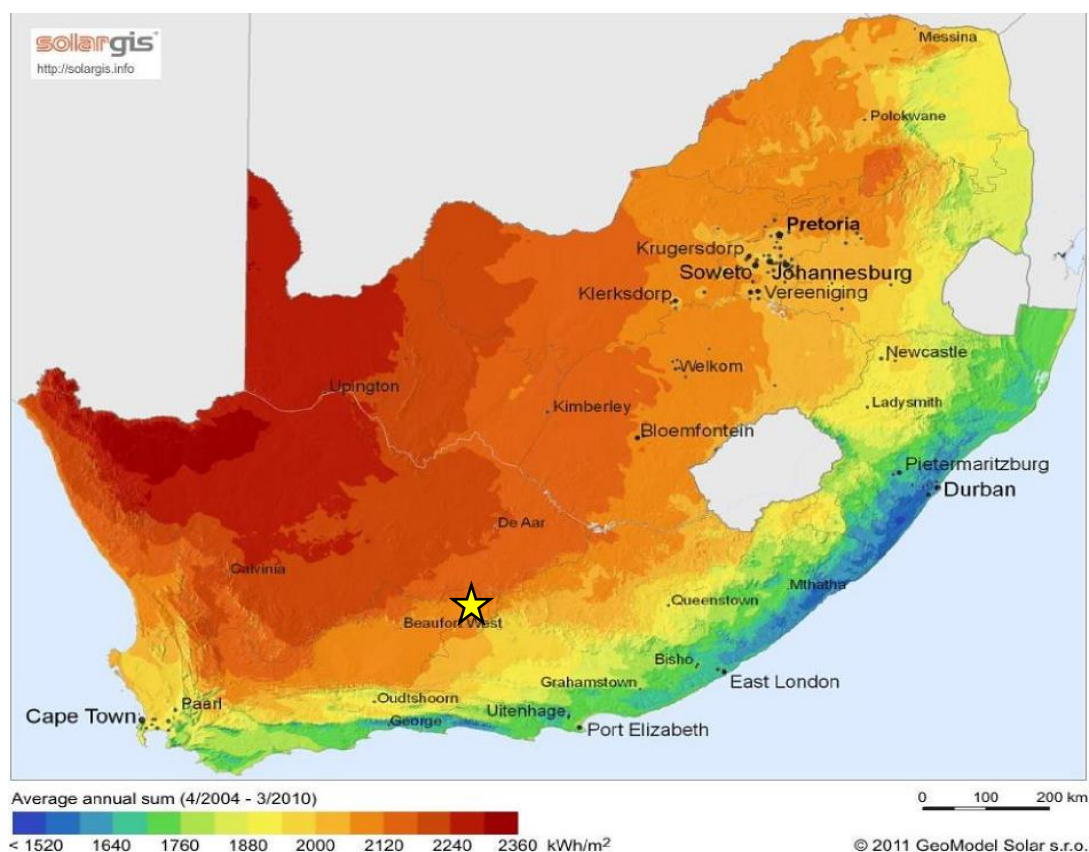 solargis
http://solargis.info
Messina
Polokwane
Pretoria
Krugersdorp
Soweto Johannesburg
Klerksdorp Vereeniging
Newcastle
Welkom
Upington
Kimberley
Ladysmith
Bloemfontein
Pietermaritzburg
Durban
De Aar
Calvinia
Mthatha
Queenstown
Beaufort West
Bisho
Grahamstown
East London
Oudtshoorn
Paarl
Uitenhage
Cape Town
George
Port Elizabeth
Average annual sum (4/2004 - 3/2010)
0 100 200 km
< 1520 1640 1760 1880 2000 2120 2240 2360 kWh/m²
© 2011 GeoModel Solar s.r.o.